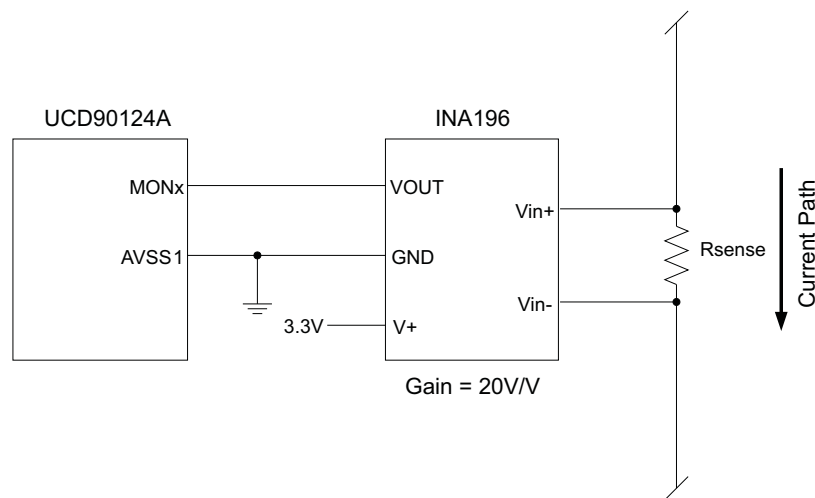 UCD90124A
INA196
MONx
VOUT
Vin+
AVSS1
GND
Rsense
Current Path
Vin-
3.3V
V+
Gain = 20V/V